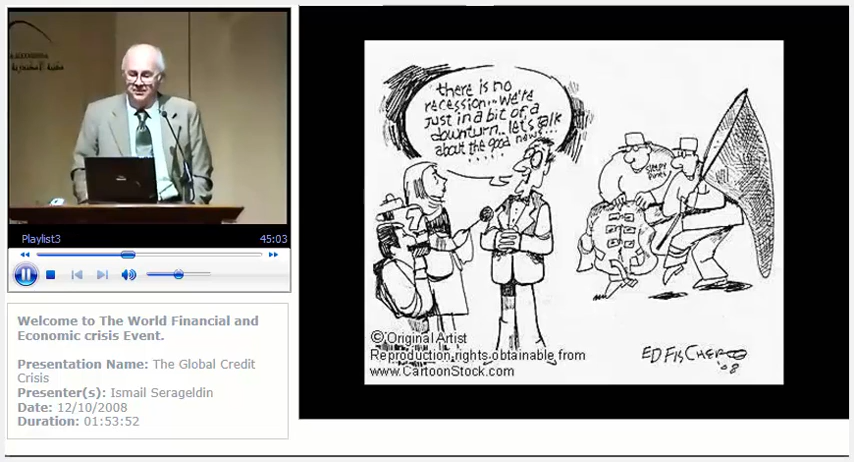 Playlist3
45:03
Welcome to The World Financial and
Economic crisis Event.
Presentation Name: The Global Credit
Crisis
Presenter(s): Ismail Serageldin
Date: 12/10/2008
Duration: 01:53:52
there is no
recession... we're
just in a bit of a
downturn.. let's talk
about the good news...
.....
© Original Artist
Reproduction rights obtainable from
www.CartoonStock.com
ED FISCHER
'08